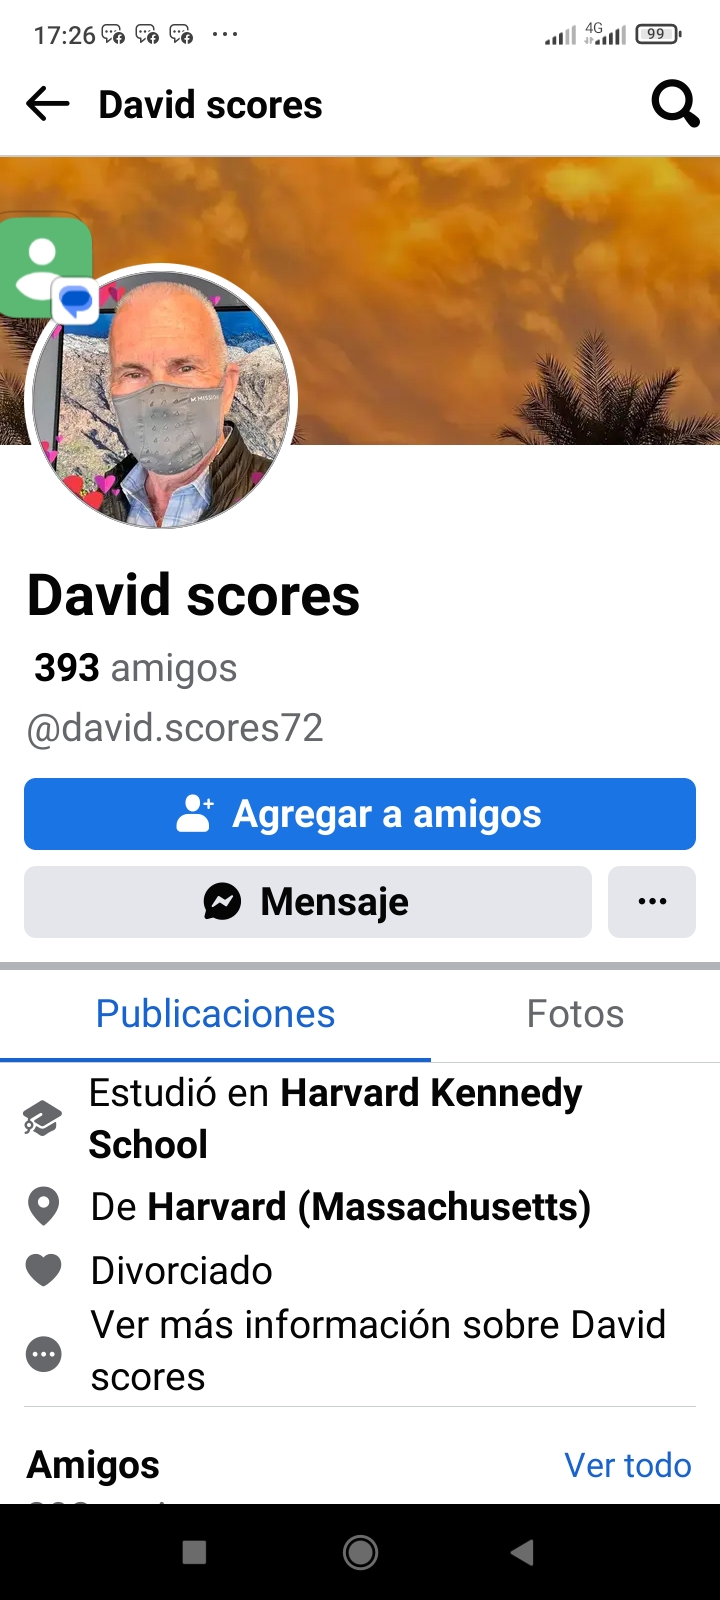 17:26
4G
99
David scores
MISSION
David scores
393 amigos
@david.scores72
Agregar a amigos
Mensaje
Publicaciones
Fotos
Estudió en Harvard Kennedy
School
De Harvard (Massachusetts)
Divorciado
Ver más información sobre David
scores
Amigos
Ver todo